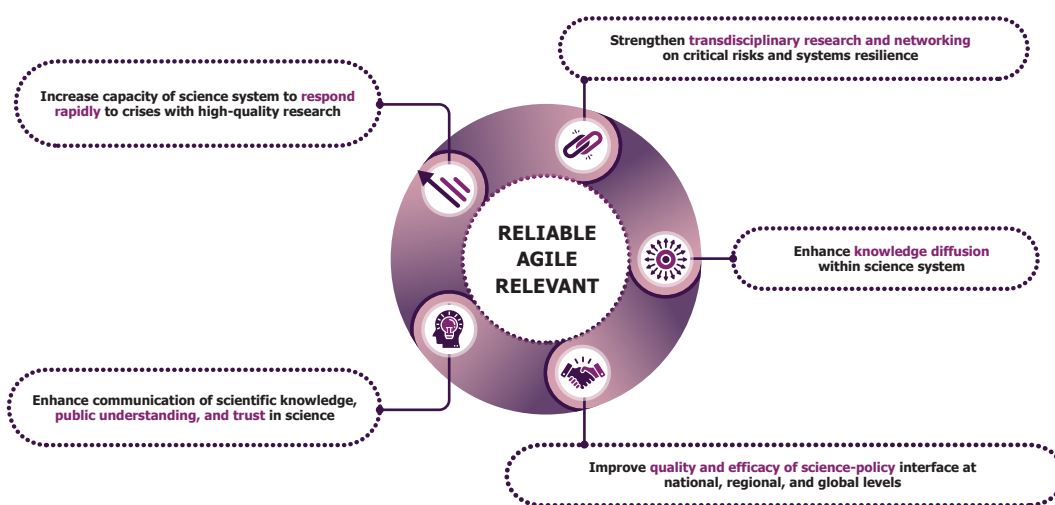 Strengthen transdisciplinary research and networking
on critical risks and systems resilience
Increase capacity of science system to respond
rapidly to crises with high-quality research
RELIABLE
AGILE
RELEVANT
Enhance knowledge diffusion
within science system
Enhance communication of scientific knowledge,
public understanding, and trust in science
Improve quality and efficacy of science-policy interface at
national, regional, and global levels